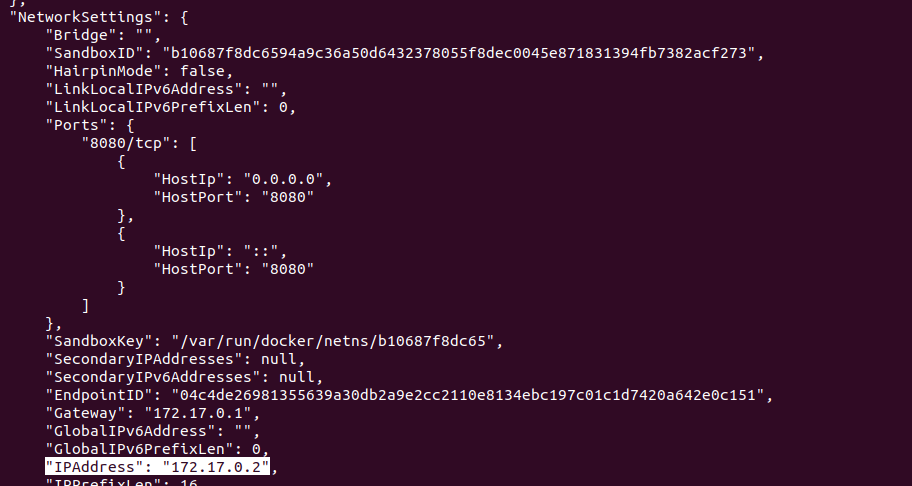 },
"NetworkSettings": {
"Bridge": "",
"SandboxID": "b10687f8dc6594a9c36a50d6432378055f8dec0045e871831394fb7382acf273",
"HairpinMode": false,
"LinkLocalIPv6Address": "",
"LinkLocalIPv6PrefixLen": 0,
"Ports": {
"8080/tcp": [
{
"HostIp": "0.0.0.0",
"HostPort": "8080"
},
{
"HostIp": "::",
"HostPort": "8080"
}
]
},
"SandboxKey": "/var/run/docker/netns/b10687f8dc65",
"SecondaryIPAddresses": null,
"SecondaryIPv6Addresses": null,
"EndpointID": "04c4de26981355639a30db2a9e2cc2110e8134ebc197c01c1d7420a642e0c151",
"Gateway": "172.17.0.1",
"GlobalIPv6Address": "",
"GlobalIPv6PrefixLen": 0,
"IPAddress": "172.17.0.2",
"IPPrefixLen": 16